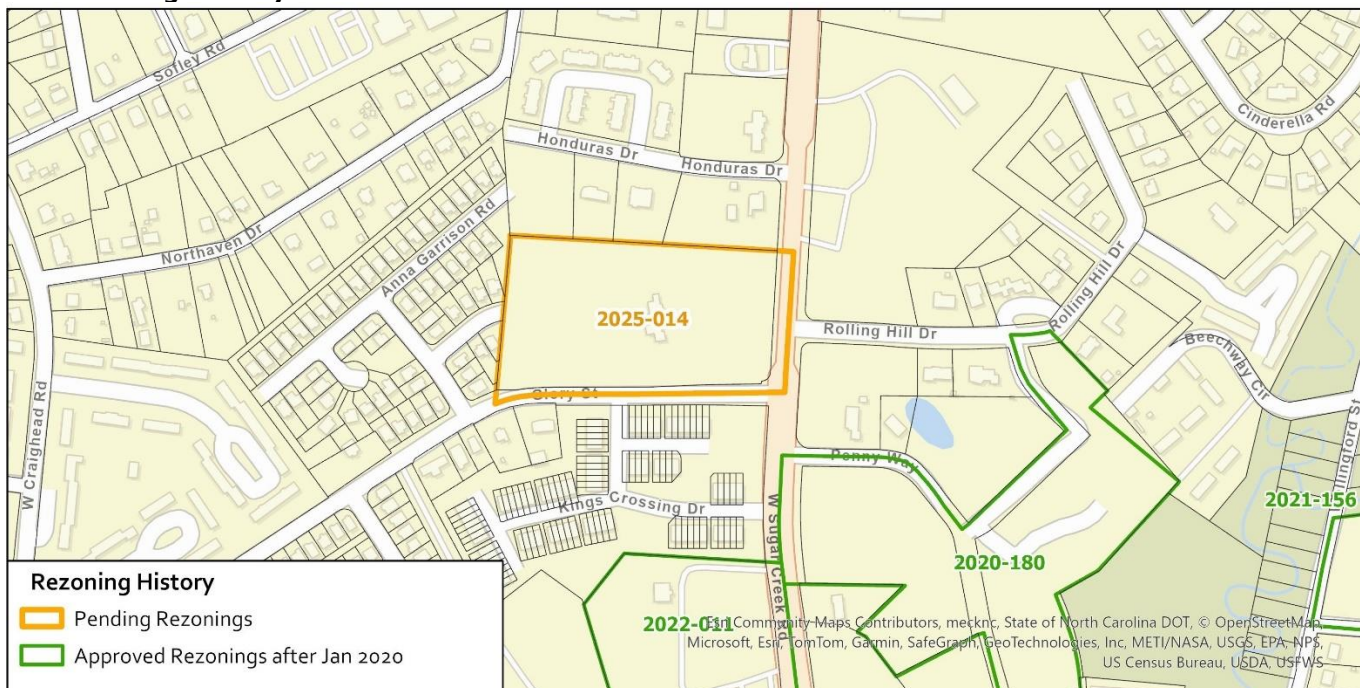 Sofley Rd
Cinderella Rd
Honduras Dr
Honduras Dr
Northaven Dr
Anna Garrison Rd
Rolling Hill Dr
2025-014
Rolling Hill Dr
Beechway Cir
Glory St
W Craighead Rd
Penny Way
2021-156
Kings Crossing Dr
W Sugar Creek Rd
2020-180
2022-011
Rezoning History
Pending Rezonings
Approved Rezonings after Jan 2020
Esri Community Maps Contributors, mecknc, State of North Carolina DOT, © OpenStreetMap,
Microsoft, Esri, TomTom, Garmin, SafeGraph, GeoTechnologies, Inc, METI/NASA, USGS, EPA, NPS,
US Census Bureau, USDA, USFWS